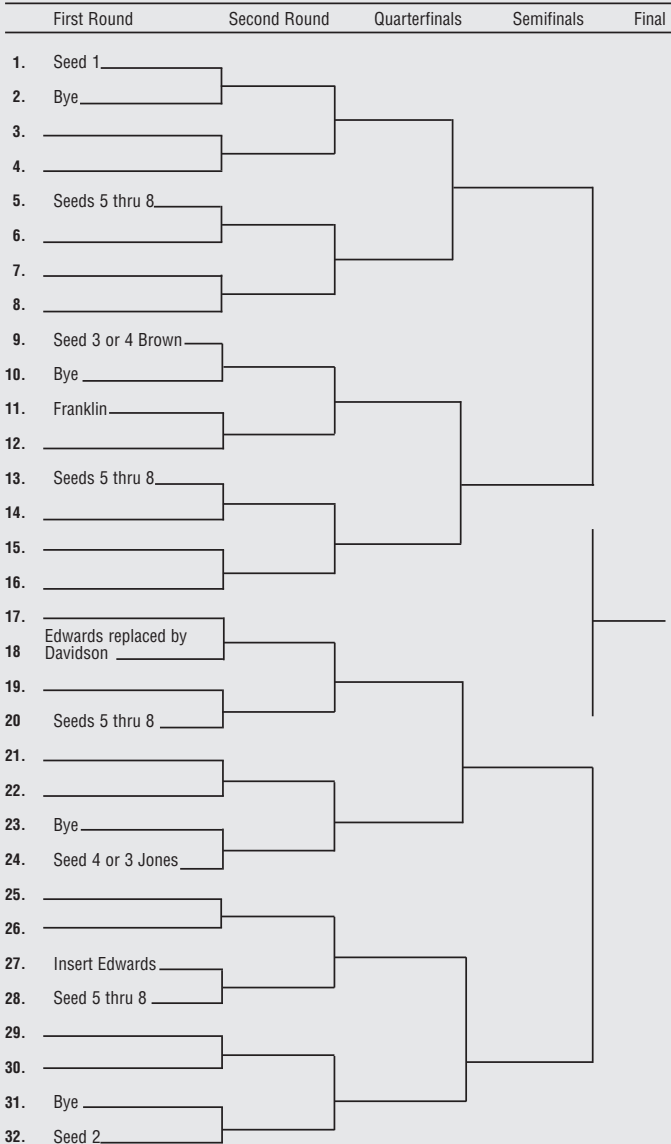 First Round Second Round Quarterfinals Semifinals Final
1. Seed 1
2. Bye
3.
4.
5. Seeds 5 thru 8
6.
7.
8.
9. Seed 3 or 4 Brown
10. Bye
11. Franklin
12.
13. Seeds 5 thru 8
14.
15.
16.
17.
Edwards replaced by
18 Davidson
19.
20 Seeds 5 thru 8
21.
22.
23. Bye
24. Seed 4 or 3 Jones
25.
26.
27. Insert Edwards
28. Seed 5 thru 8
29.
30.
31. Bye
32. Seed 2